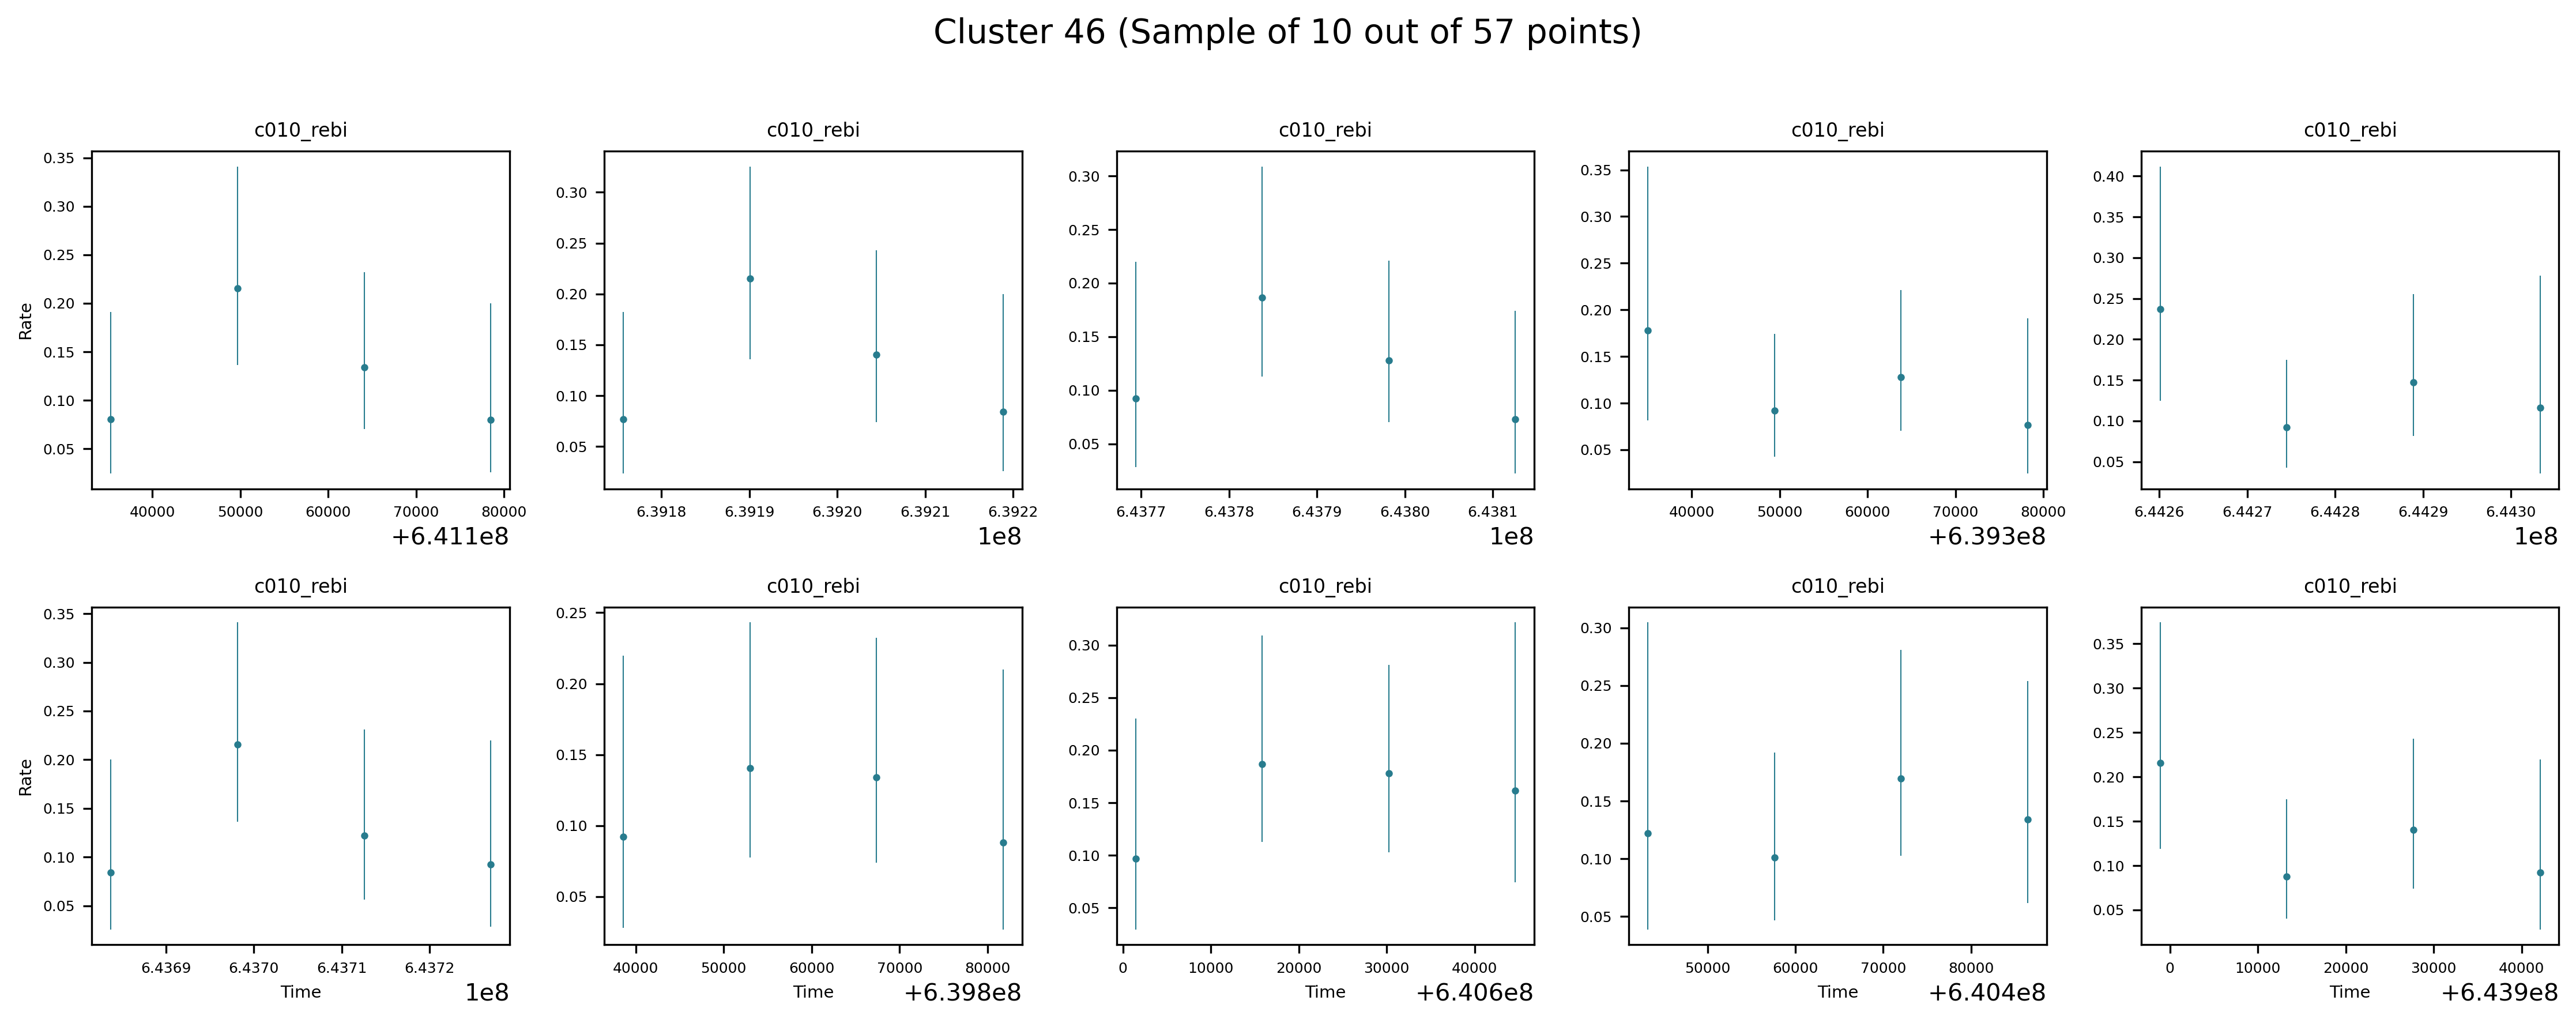 Cluster 46 (Sample of 10 out of 57 points)
c010_rebi c010_rebi c010_rebi c010_rebi c010_rebi
Rate
0.35 0.30 0.25 0.20 0.15 0.10 0.05
40000 50000 60000 70000 80000
+6.411e8
0.30 0.25 0.20 0.15 0.10 0.05
6.3918 6.3919 6.3920 6.3921 6.3922
1e8
0.30 0.25 0.20 0.15 0.10 0.05
6.4377 6.4378 6.4379 6.4380 6.4381
1e8
0.35 0.30 0.25 0.20 0.15 0.10 0.05
40000 50000 60000 70000 80000
+6.393e8
0.40 0.35 0.30 0.25 0.20 0.15 0.10 0.05
6.4426 6.4427 6.4428 6.4429 6.4430
1e8
c010_rebi c010_rebi c010_rebi c010_rebi c010_rebi
Rate
0.35 0.30 0.25 0.20 0.15 0.10 0.05
6.4369 6.4370 6.4371 6.4372
Time 1e8
0.25 0.20 0.15 0.10 0.05
40000 50000 60000 70000 80000
Time +6.398e8
0.30 0.25 0.20 0.15 0.10 0.05
0 10000 20000 30000 40000
Time +6.406e8
0.30 0.25 0.20 0.15 0.10 0.05
50000 60000 70000 80000
Time +6.404e8
0.35 0.30 0.25 0.20 0.15 0.10 0.05
0 10000 20000 30000 40000
Time +6.439e8